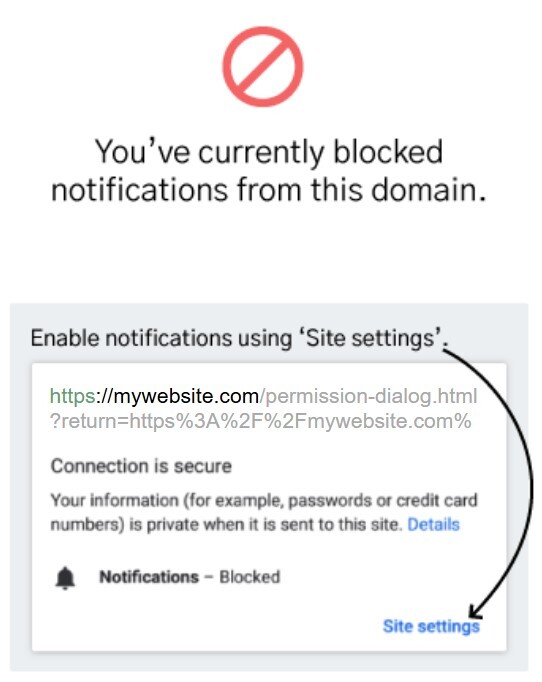 You’ve currently blocked
notifications from this domain.
Enable notifications using ‘Site settings’.
https://mywebsite.com/permission-dialog.html
?return=https%3A%2F%2Fmywebsite.com%
Connection is secure
Your information (for example, passwords or credit card
numbers) is private when it is sent to this site. Details
Notifications – Blocked
Site settings